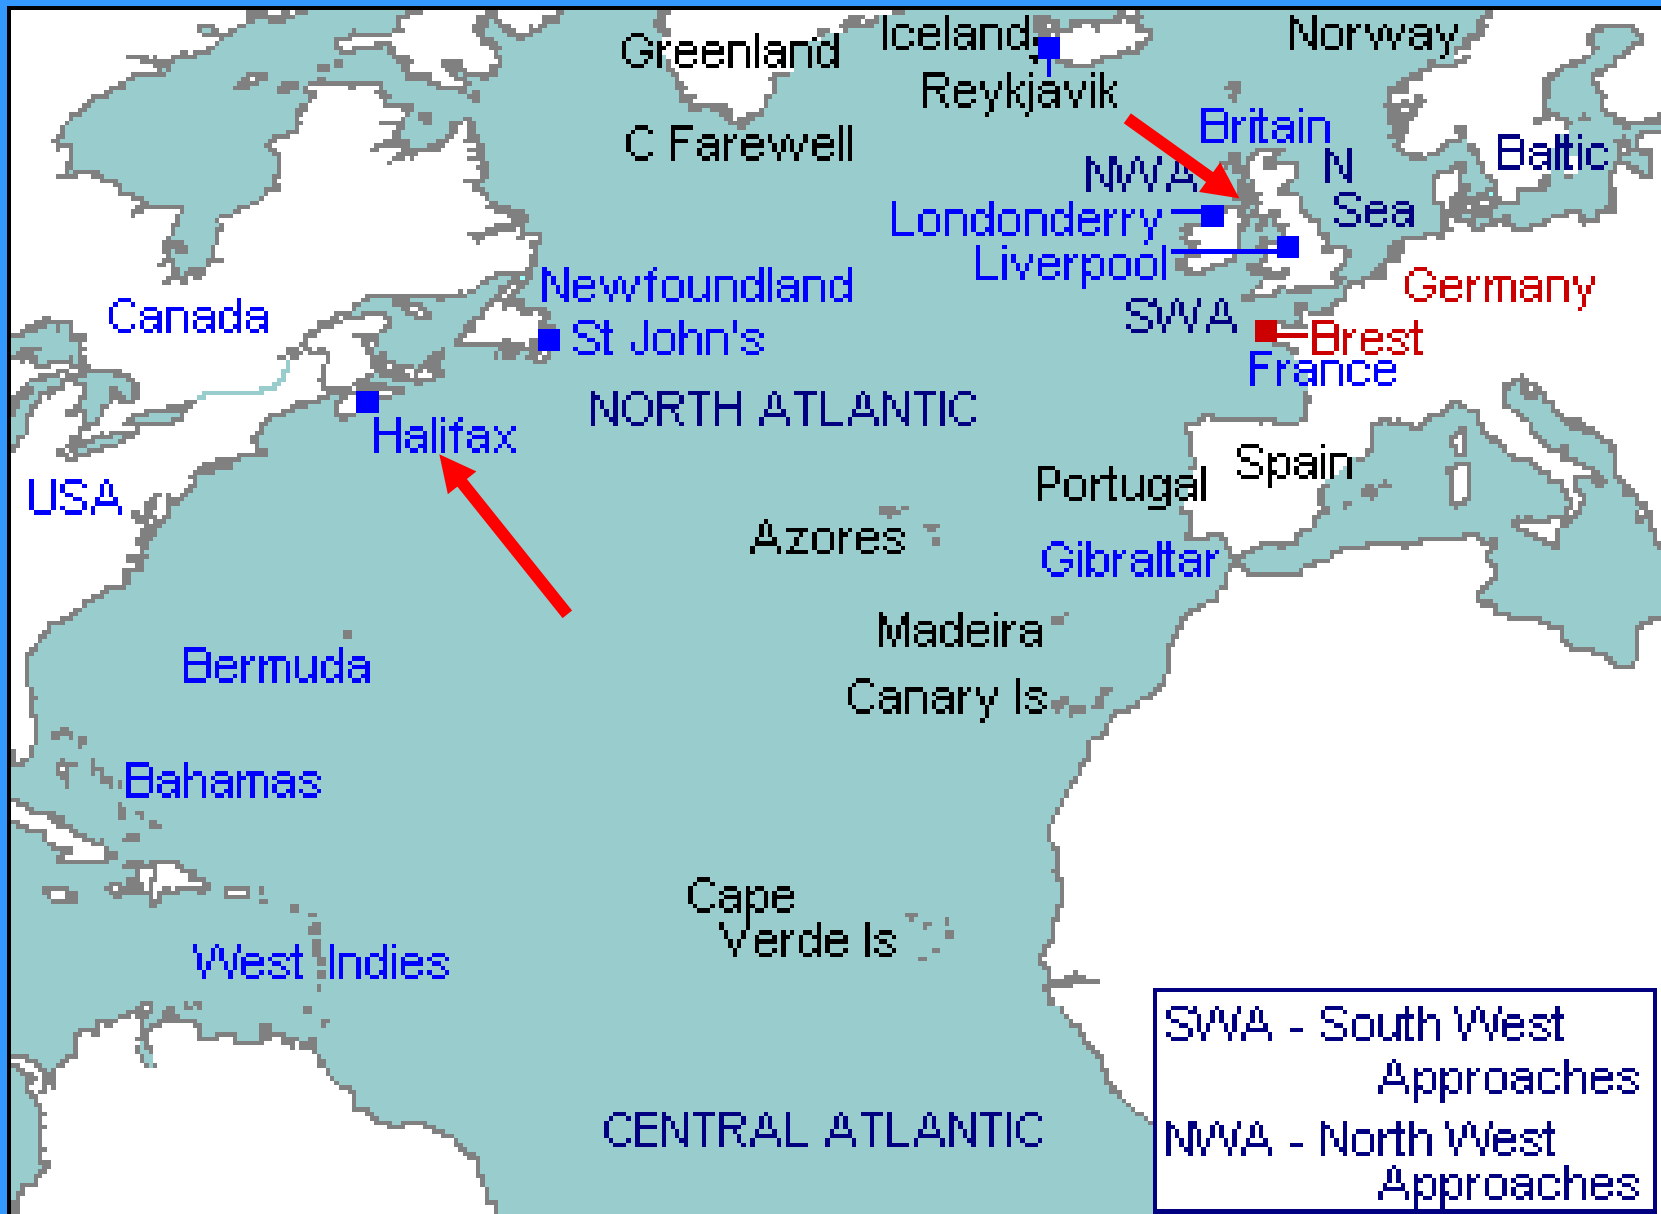 Greenland
Iceland
Norway
Reykjavik
C Farewell
Britain
NWA
N
Sea
Baltic
Londonderry
Liverpool
Newfoundland
Canada
St John's
SWA
Germany
Brest
France
Halifax
NORTH ATLANTIC
USA
Portugal
Spain
Azores
Gibraltar
Madeira
Bermuda
Canary Is
Bahamas
Cape
Verde Is
West Indies
CENTRAL ATLANTIC
SWA - South West
Approaches
NWA - North West
Approaches